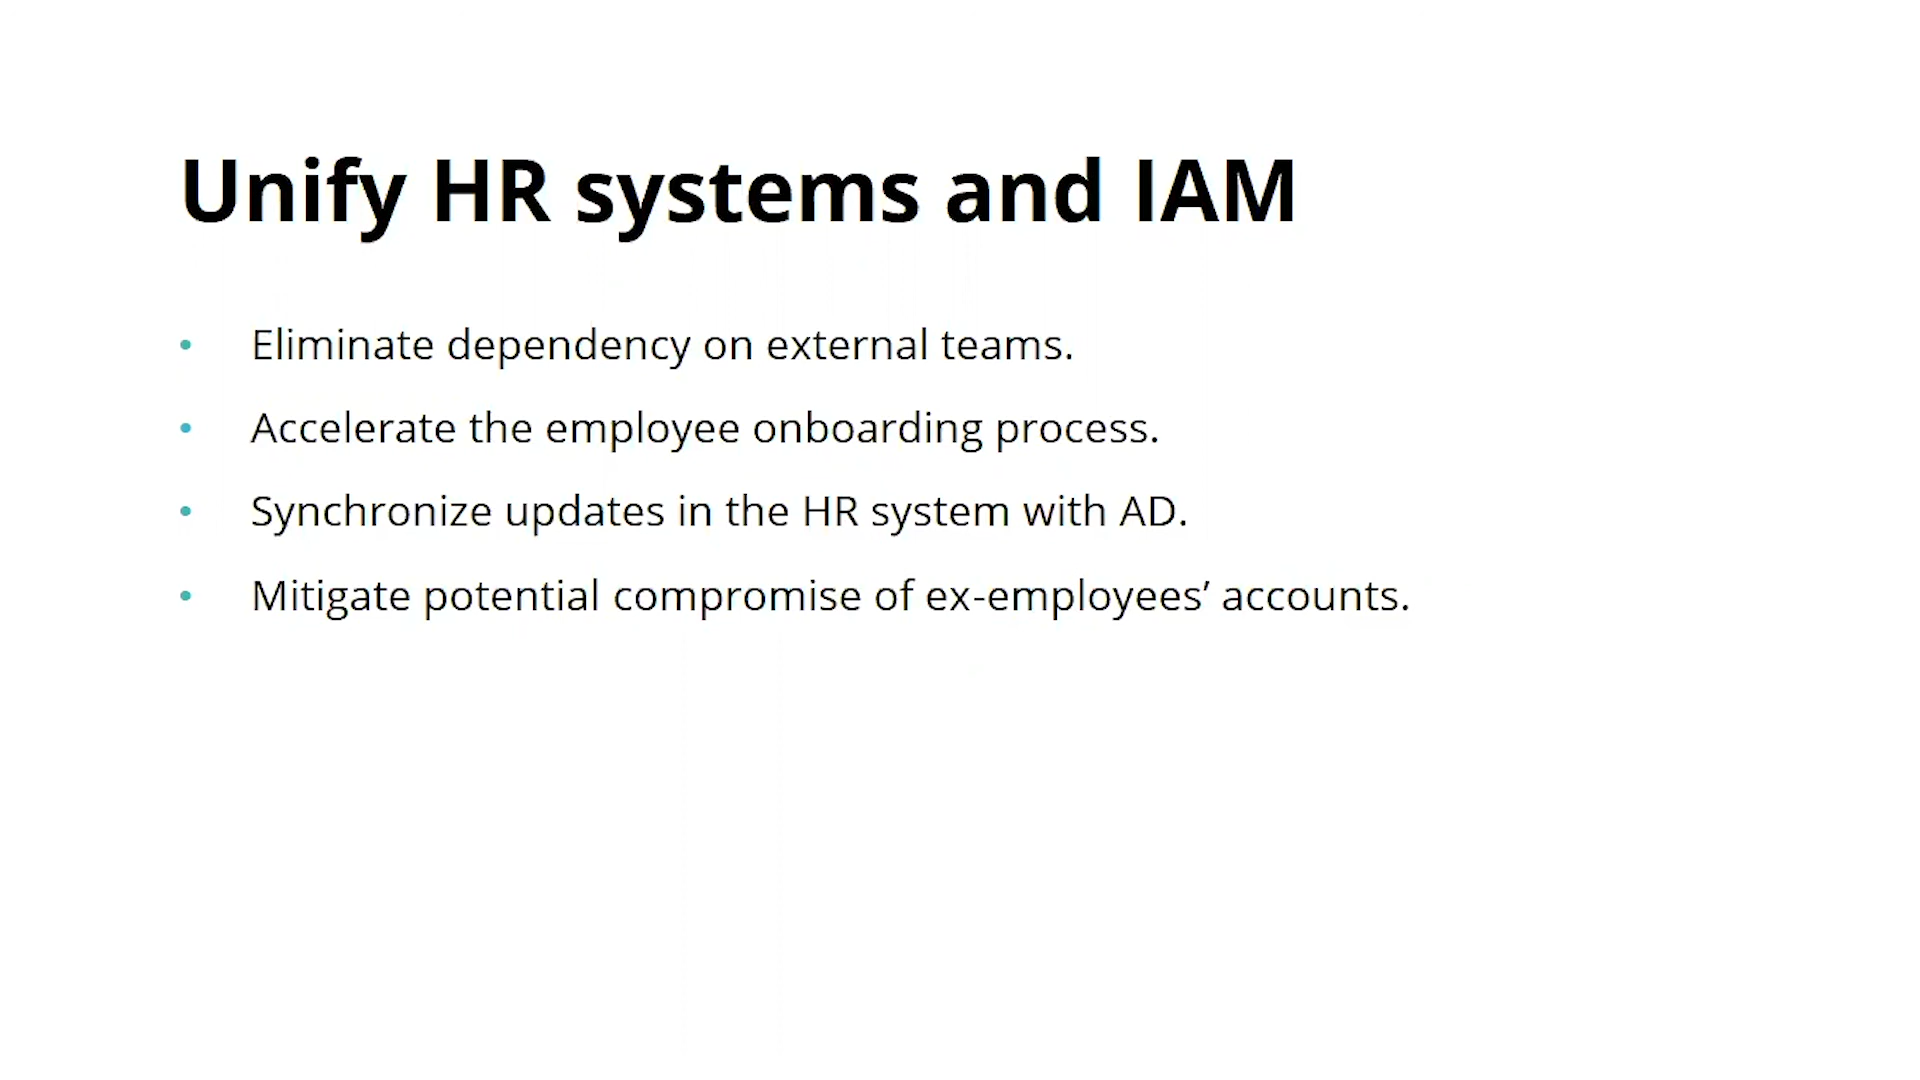 Unify HR systems and IAM
• Eliminate dependency on external teams.
• Accelerate the employee onboarding process.
• Synchronize updates in the HR system with AD.
• Mitigate potential compromise of ex-employees’ accounts.